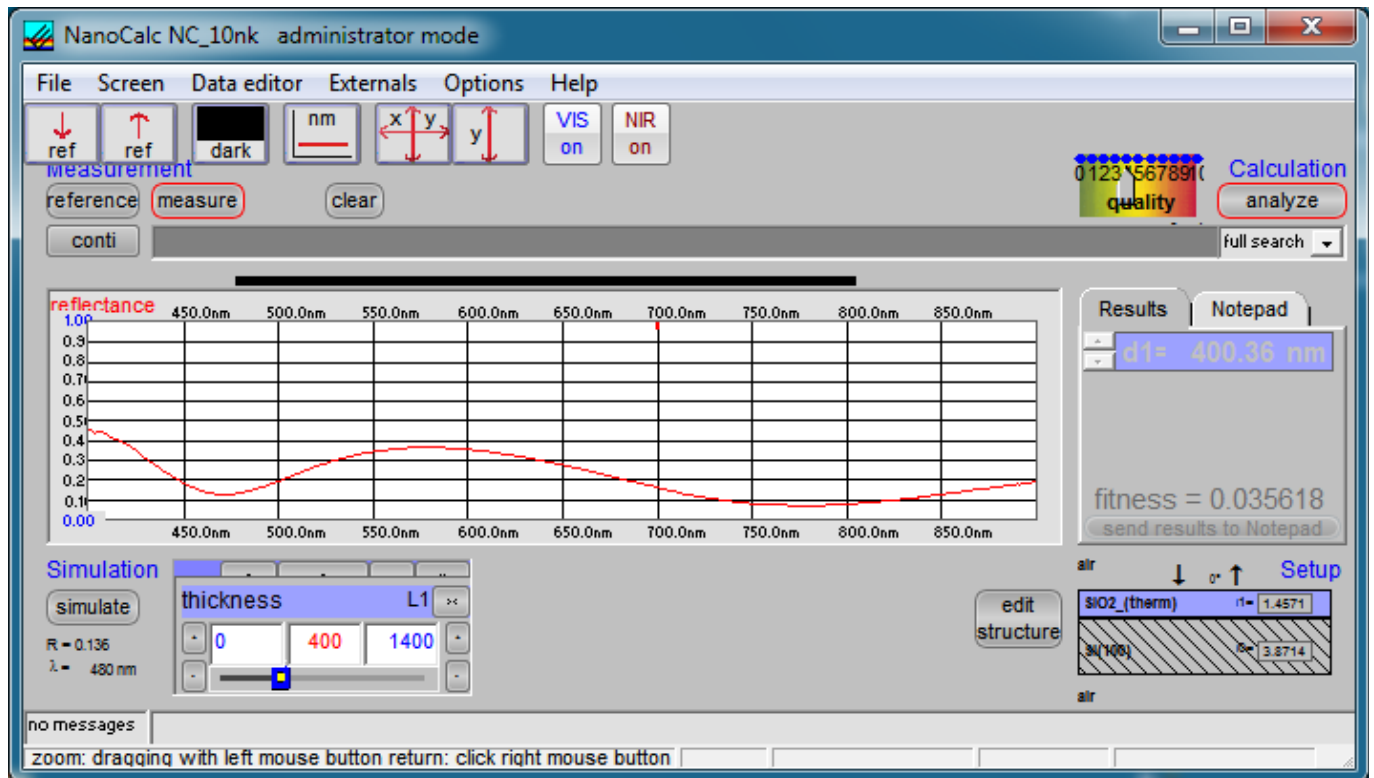 NanoCalc NC_10nk administrator mode
File Screen Data editor Externals Options Help
ref ref dark nm x y y VIS on NIR on
Measurement
reference measure clear
quality
Calculation
analyze
conti
full search
reflectance 450.0nm 500.0nm 550.0nm 600.0nm 650.0nm 700.0nm 750.0nm 800.0nm 850.0nm
1.00
0.9
0.8
0.7
0.6
0.5
0.4
0.3
0.2
0.1
0.00
450.0nm 500.0nm 550.0nm 600.0nm 650.0nm 700.0nm 750.0nm 800.0nm 850.0nm
Results Notepad
d1= 400.36 nm
fitness = 0.035618
send results to Notepad
Simulation
simulate
R = 0.136
λ = 480 nm
thickness L1
0 400 1400
edit
structure
air 0° Setup
SIO2_(therm) 1.4571
SI(100) 3.8714
air
no messages
zoom: dragging with left mouse button return: click right mouse button